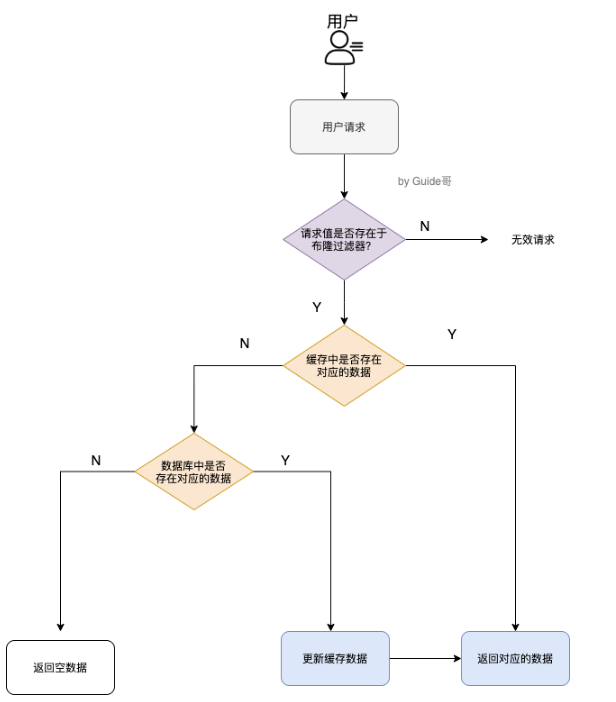 用户
用户请求
by Guide哥
请求值是否存在于
布隆过滤器?
N
无效请求
Y
缓存中是否存在
对应的数据
N
Y
数据库中是否
存在对应的数据
N
Y
返回空数据
更新缓存数据
返回对应的数据